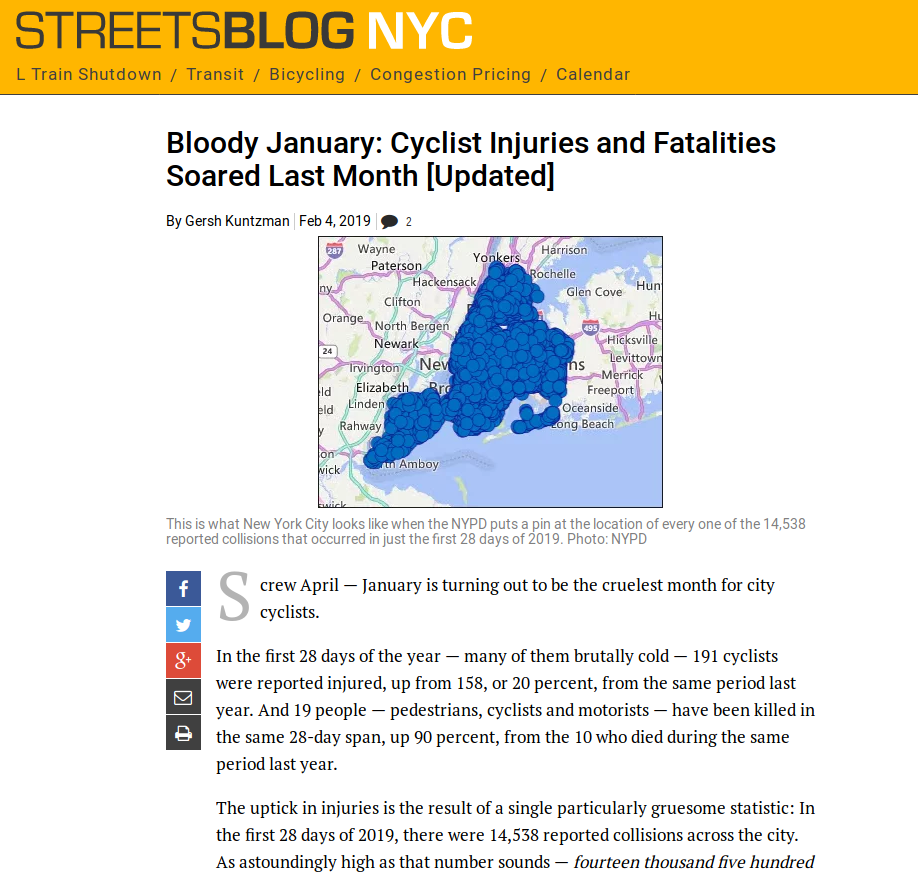 STREETSBLOG NYC
L Train Shutdown / Transit / Bicycling / Congestion Pricing / Calendar
Bloody January: Cyclist Injuries and Fatalities
Soared Last Month [Updated]
By Gersh Kuntzman | Feb 4, 2019 | 2
287
Wayne
Harrison
Yonkers
Paterson
Rochelle
Hackensack
Glen Cove
Clifton
Orange
North Bergen
495
Hicksville
24
Newark
Levittown
Irvington
Merrick
Elizabeth
Freeport
Linden
Oceanside
Rahway
Long Beach
Amboy
This is what New York City looks like when the NYPD puts a pin at the location of every one of the 14,538
reported collisions that occurred in just the first 28 days of 2019. Photo: NYPD
f
Screw April — January is turning out to be the cruelest month for city
cyclists.
g+
In the first 28 days of the year — many of them brutally cold — 191 cyclists
were reported injured, up from 158, or 20 percent, from the same period last
year. And 19 people — pedestrians, cyclists and motorists — have been killed in
the same 28-day span, up 90 percent, from the 10 who died during the same
period last year.
The uptick in injuries is the result of a single particularly gruesome statistic: In
the first 28 days of 2019, there were 14,538 reported collisions across the city.
As astoundingly high as that number sounds — fourteen thousand five hundred